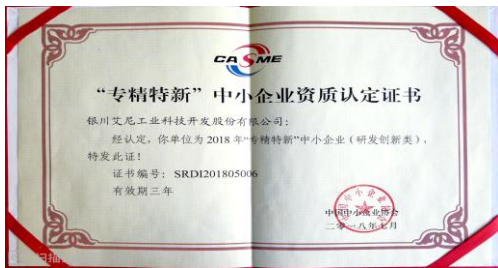 CASME
“专精特新”中小企业资质认定证书
银川艾尼工业科技开发股份有限公司：
经认定，你单位为2018年“专精特新”中小企业（研发创新类），
特发此证！
证书编号：SRDI201805006
有效期三年
中国中小企业协会
二零一八年七月